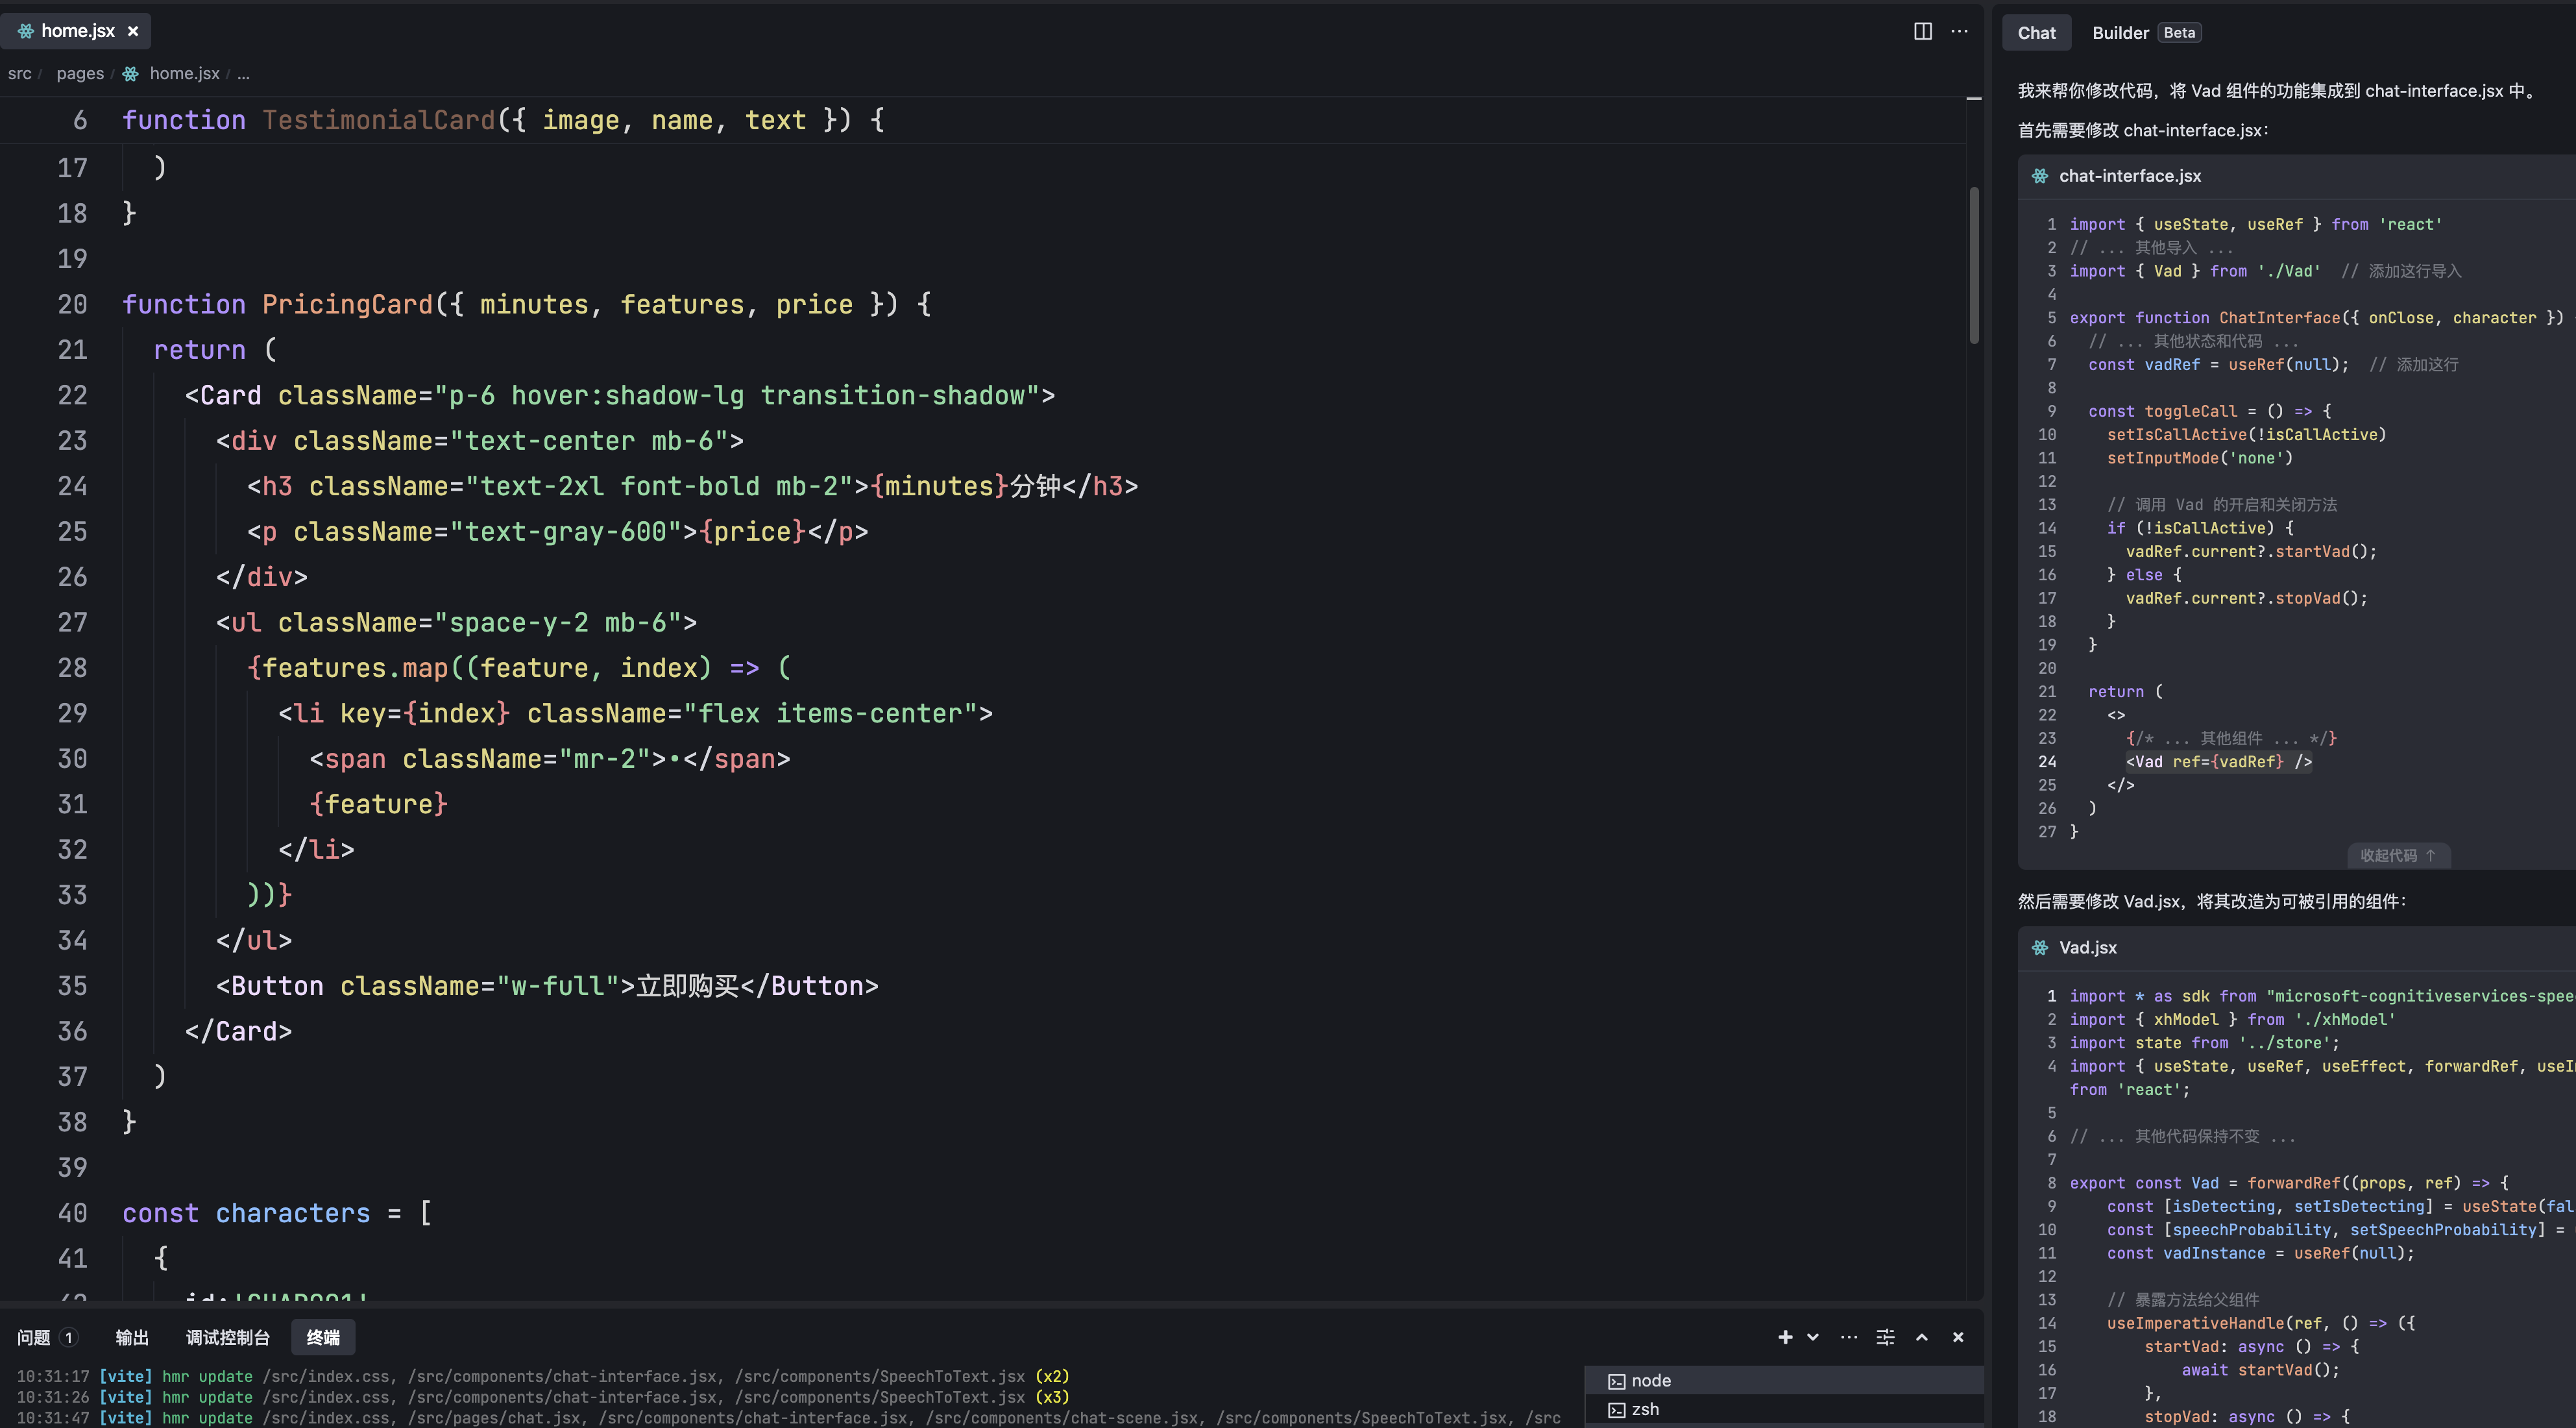 home.jsx
src / pages / home.jsx / ...
6 function TestimonialCard({ image, name, text }) {
17 )
18 }
19
20 function PricingCard({ minutes, features, price }) {
21 return (
22 <Card className="p-6 hover:shadow-lg transition-shadow">
23 <div className="text-center mb-6">
24 <h3 className="text-2xl font-bold mb-2">{minutes}分钟</h3>
25 <p className="text-gray-600">{price}</p>
26 </div>
27 <ul className="space-y-2 mb-6">
28 {features.map((feature, index) => (
29 <li key={index} className="flex items-center">
30 <span className="mr-2">•</span>
31 {feature}
32 </li>
33 ))}
34 </ul>
35 <Button className="w-full">立即购买</Button>
36 </Card>
37 )
38 }
39
40 const characters = [
41 {
问题 1 输出 调试控制台 终端
10:31:17 [vite] hmr update /src/index.css, /src/components/chat-interface.jsx, /src/components/SpeechToText.jsx (x2)
10:31:26 [vite] hmr update /src/index.css, /src/components/chat-interface.jsx, /src/components/SpeechToText.jsx (x3)
10:31:47 [vite] hmr update /src/index.css, /src/pages/chat.jsx, /src/components/chat-interface.jsx, /src/components/chat-scene.jsx, /src/components/SpeechToText.jsx, /src
node
zsh
Chat Builder Beta
我来帮你修改代码，将 Vad 组件的功能集成到 chat-interface.jsx 中。
首先需要修改 chat-interface.jsx：
chat-interface.jsx
1 import { useState, useRef } from 'react'
2 // ... 其他导入 ...
3 import { Vad } from './Vad' // 添加这行导入
4
5 export function ChatInterface({ onClose, character })
6 // ... 其他状态和代码 ...
7 const vadRef = useRef(null); // 添加这行
8
9 const toggleCall = () => {
10 setIsCallActive(!isCallActive)
11 setInputMode('none')
12
13 // 调用 Vad 的开启和关闭方法
14 if (!isCallActive) {
15 vadRef.current?.startVad();
16 } else {
17 vadRef.current?.stopVad();
18 }
19 }
20
21 return (
22 <>
23 {/* ... 其他组件 ... */}
24 <Vad ref={vadRef} />
25 </>
26 )
27 }
收起代码 ↑
然后需要修改 Vad.jsx，将其改造为可被引用的组件：
Vad.jsx
1 import * as sdk from "microsoft-cognitiveservices-spee
2 import { xhModel } from './xhModel'
3 import state from '../store';
4 import { useState, useRef, useEffect, forwardRef, useI
from 'react';
5
6 // ... 其他代码保持不变 ...
7
8 export const Vad = forwardRef((props, ref) => {
9 const [isDetecting, setIsDetecting] = useState(fal
10 const [speechProbability, setSpeechProbability] =
11 const vadInstance = useRef(null);
12
13 // 暴露方法给父组件
14 useImperativeHandle(ref, () => ({
15 startVad: async () => {
16 await startVad();
17 },
18 stopVad: async () => {